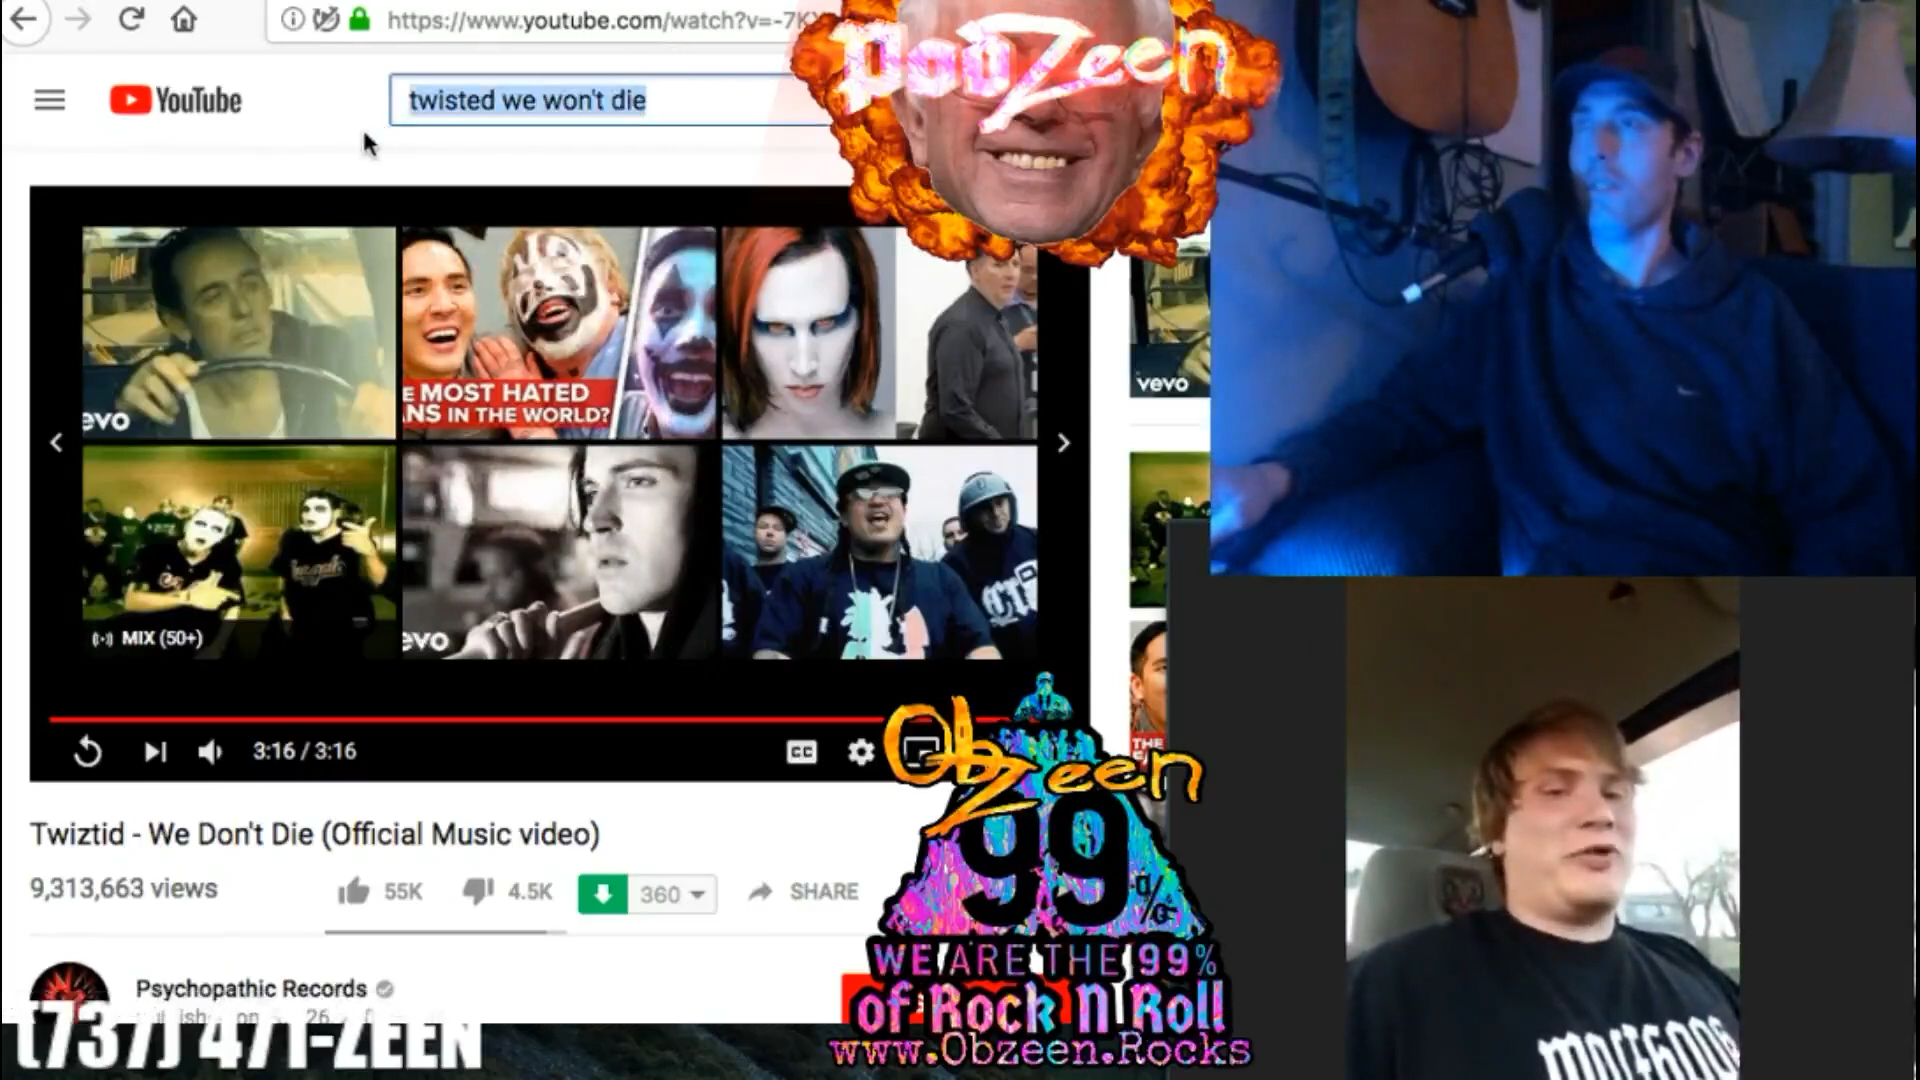 https://www.youtube.com/watch?v=-7K
YouTube
twisted we won't die
PodZeen
evo
E MOST HATED
NS IN THE WORLD?
vevo
MIX (50+)
evo
THE
3:16 / 3:16
CC
ObZeen
99%
Twiztid - We Don't Die (Official Music video)
9,313,663 views
55K
4.5K
360
SHARE
WE ARE THE 99%
of Rock N Roll
www.Obzeen.Rocks
Psychopathic Records
(737) 471-ZEEN